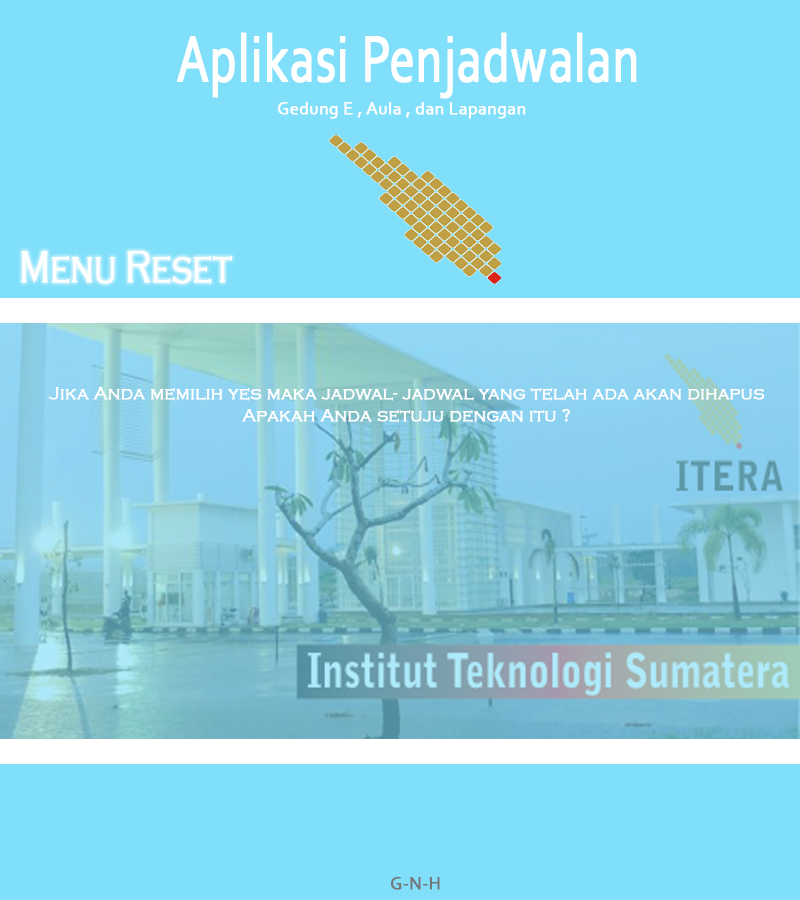 Aplikasi Penjadwalan
Gedung E , Aula , dan Lapangan
MENU RESET
JIKA ANDA MEMILIH YES MAKA JADWAL- JADWAL YANG TELAH ADA AKAN DIHAPUS
APAKAH ANDA SETUJU DENGAN ITU ?
ITERA
Institut Teknologi Sumatera
G-N-H